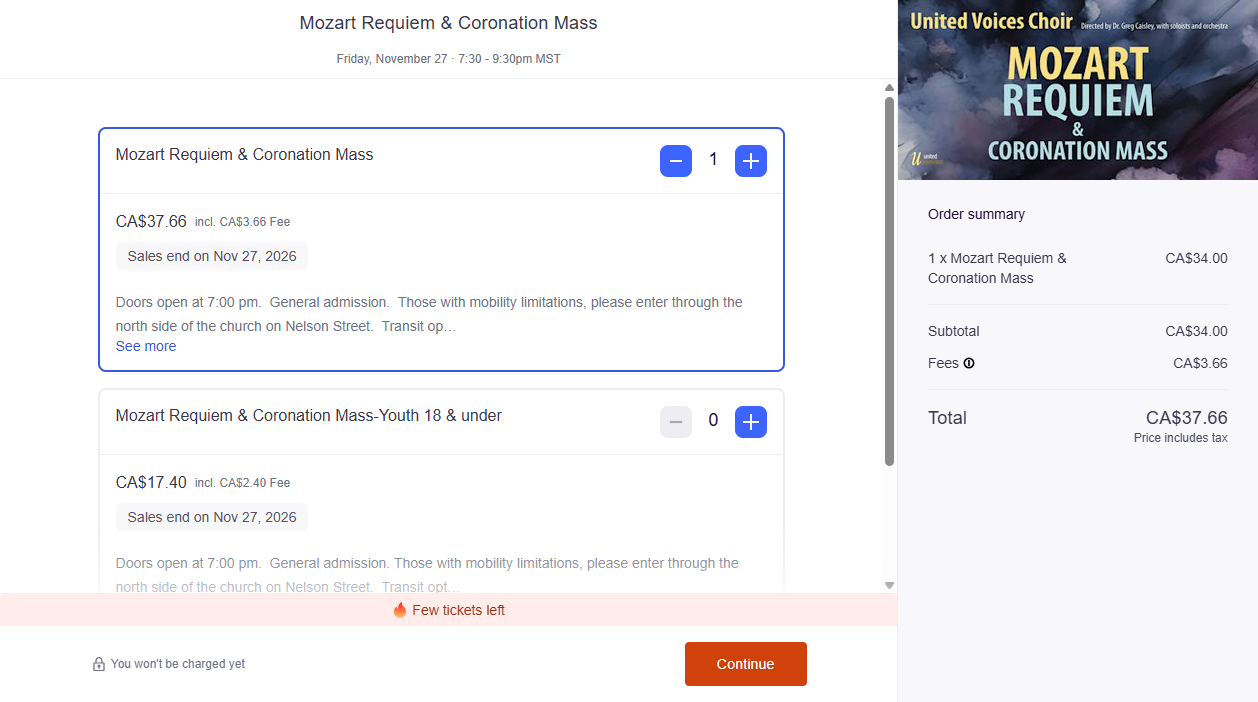 Mozart Requiem & Coronation Mass
Friday, November 27 · 7:30 - 9:30pm MST
Mozart Requiem & Coronation Mass
1
CA$37.66 incl. CA$3.66 Fee
Sales end on Nov 27, 2026
Doors open at 7:00 pm.  General admission.  Those with mobility limitations, please enter through the
north side of the church on Nelson Street.  Transit op…
See more
Mozart Requiem & Coronation Mass-Youth 18 & under
0
CA$17.40 incl. CA$2.40 Fee
Sales end on Nov 27, 2026
Doors open at 7:00 pm.  General admission. Those with mobility limitations, please enter through the
north side of the church on Nelson Street.  Transit opt…
🔥 Few tickets left
You won't be charged yet
Continue
United Voices Choir Directed by Dr. Greg Caisley, with soloists and orchestra
MOZART
REQUIEM
&
CORONATION MASS
united
Order summary
1 x Mozart Requiem & CA$34.00
Coronation Mass
Subtotal CA$34.00
Fees CA$3.66
Total CA$37.66
Price includes tax